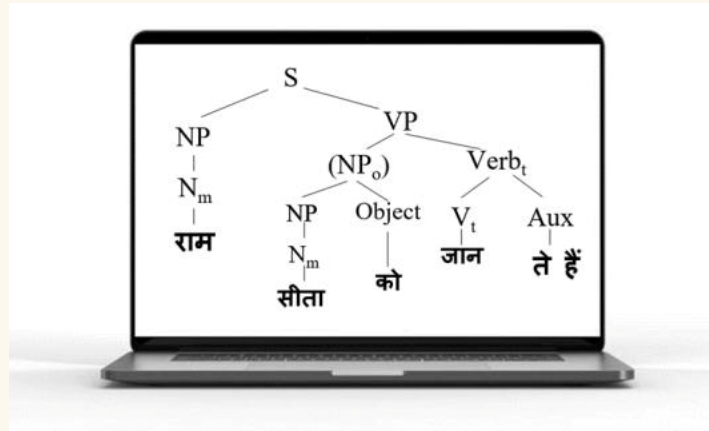 S
NP VP
(NPₒ) Verbₜ
Nₘ
NP Object Vₜ Aux
राम
Nₘ जान ते हैं
सीता को